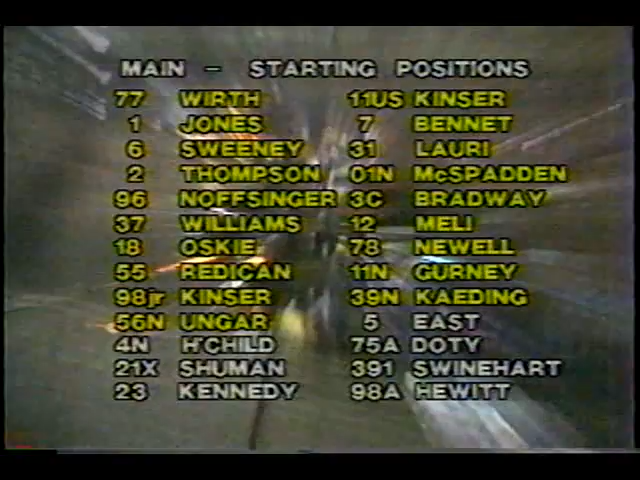 MAIN - STARTING POSITIONS
77 WIRTH 11US KINSER
1 JONES 7 BENNET
6 SWEENEY 31 LAURI
2 THOMPSON 01N McSPADDEN
96 NOFFSINGER 3C BRADWAY
37 WILLIAMS 12 MELI
18 OSKIE 78 NEWELL
55 REDICAN 11N GURNEY
98jr KINSER 39N KAEDING
56N UNGAR 5 EAST
4N H'CHILD 75A DOTY
21X SHUMAN 391 SWINEHART
23 KENNEDY 98A HEWITT